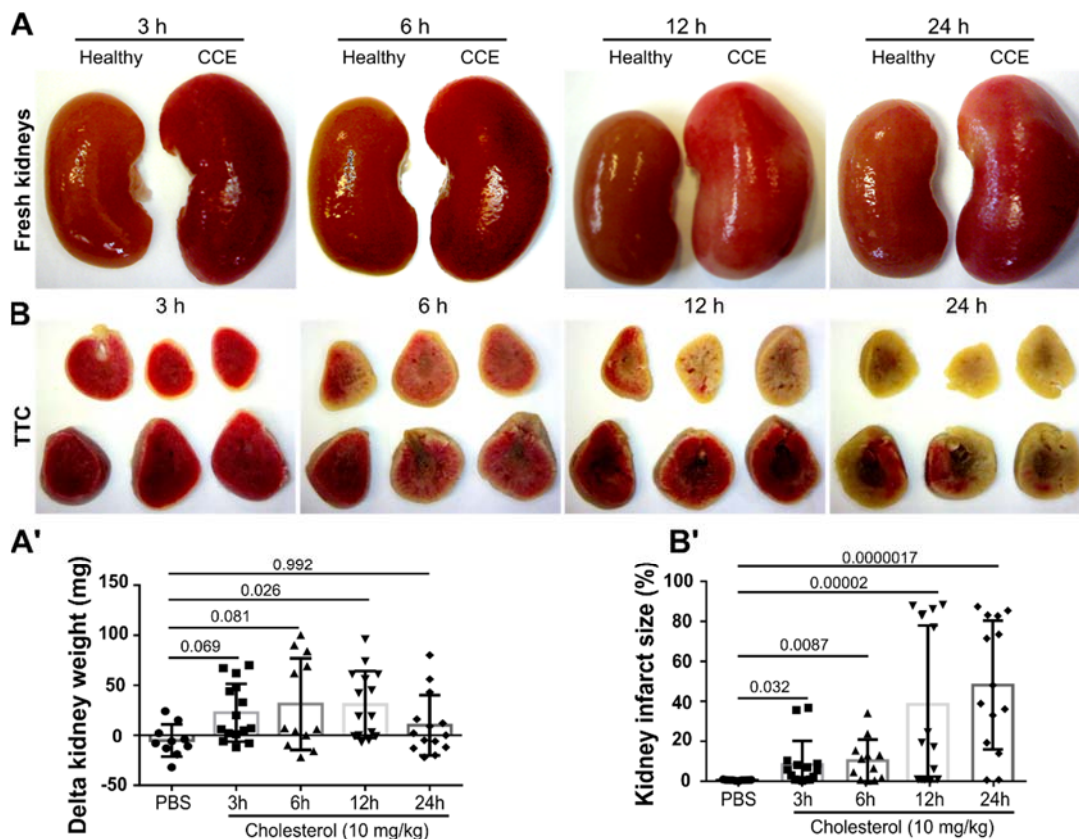 A
3 h
6 h
12 h
24 h
Healthy CCE
Healthy CCE
Healthy CCE
Healthy CCE
Fresh kidneys
B
3 h
6 h
12 h
24 h
TTC
A'
Delta kidney weight (mg)
150
100
50
0
-50
0.992
0.026
0.081
0.069
PBS 3h 6h 12h 24h
Cholesterol (10 mg/kg)
B'
Kidney infarct size (%)
100
80
60
40
20
0
0.0000017
0.00002
0.0087
0.032
PBS 3h 6h 12h 24h
Cholesterol (10 mg/kg)